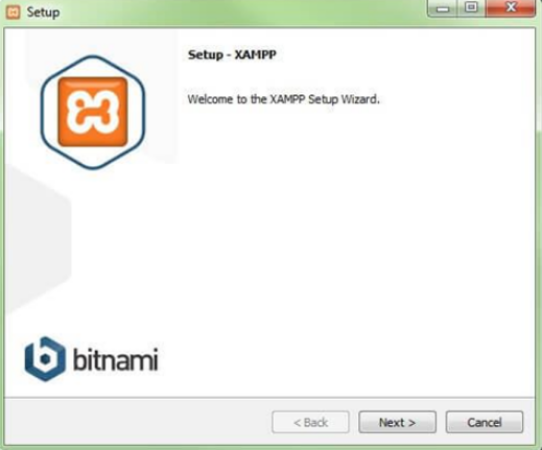 Setup
Setup - XAMPP
Welcome to the XAMPP Setup Wizard.
bitnami
< Back
Next >
Cancel